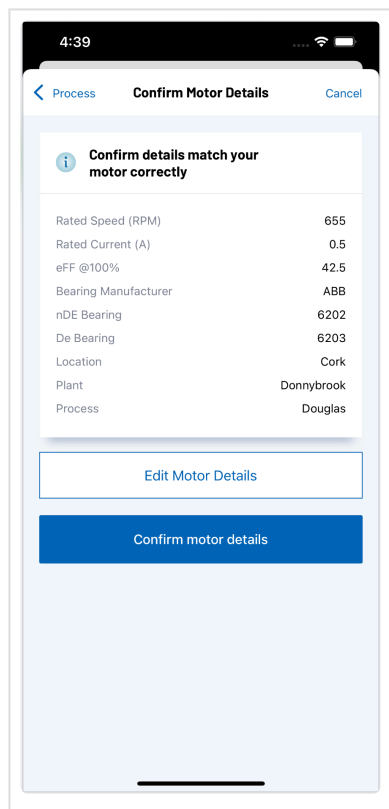 4:39
Process Confirm Motor Details Cancel
i Confirm details match your
motor correctly
Rated Speed (RPM) 655
Rated Current (A) 0.5
eFF @100% 42.5
Bearing Manufacturer ABB
nDE Bearing 6202
De Bearing 6203
Location Cork
Plant Donnybrook
Process Douglas
Edit Motor Details
Confirm motor details